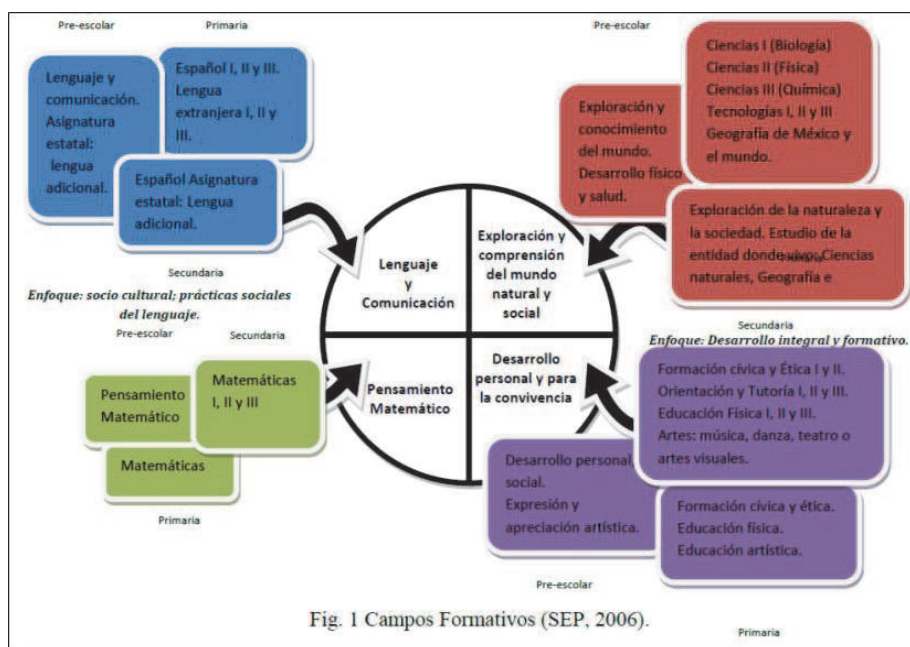 Pre-escolar
Primaria
Lenguaje y
comunicación.
Asignatura
estatal:
lengua
adicional.
Español I, II y III.
Lengua
extranjera I, II y
III.
Español Asignatura
estatal: Lengua
adicional.
Secundaria
Enfoque: socio cultural; prácticas sociales
del lenguaje.
Pre-escolar
Exploración y
conocimiento
del mundo.
Desarrollo físico
y salud.
Ciencias I (Biología)
Ciencias II (Física)
Ciencias III (Química)
Tecnologías I, II y III
Geografía de México y
el mundo.
Exploración de la naturaleza y
la sociedad. Estudio de la
entidad donde vivo; Ciencias
Primaria
naturales, Geografía e
Lenguaje
y
Comunicación
Exploración y
comprensión
del mundo
natural y
social
Pensamiento
Matemático
Desarrollo
personal y para
la convivencia
Pre-escolar
Secundaria
Pensamiento
Matemático
Matemáticas
I, II y III
Matemáticas
Primaria
Secundaria
Enfoque: Desarrollo integral y formativo.
Formación cívica y Ética I y II.
Orientación y Tutoría I, II y III.
Educación Física I, II y III.
Artes: música, danza, teatro o
artes visuales.
Desarrollo personal,
social.
Expresión y
apreciación artística.
Formación cívica y ética.
Educación física.
Educación artística.
Pre-escolar
Fig. 1 Campos Formativos (SEP, 2006).
Primaria